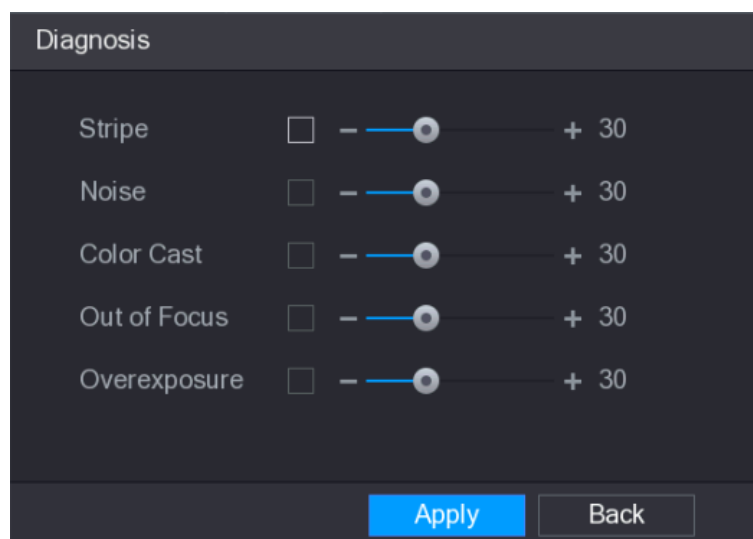 Diagnosis
Stripe - + 30
Noise - + 30
Color Cast - + 30
Out of Focus - + 30
Overexposure - + 30
Apply Back